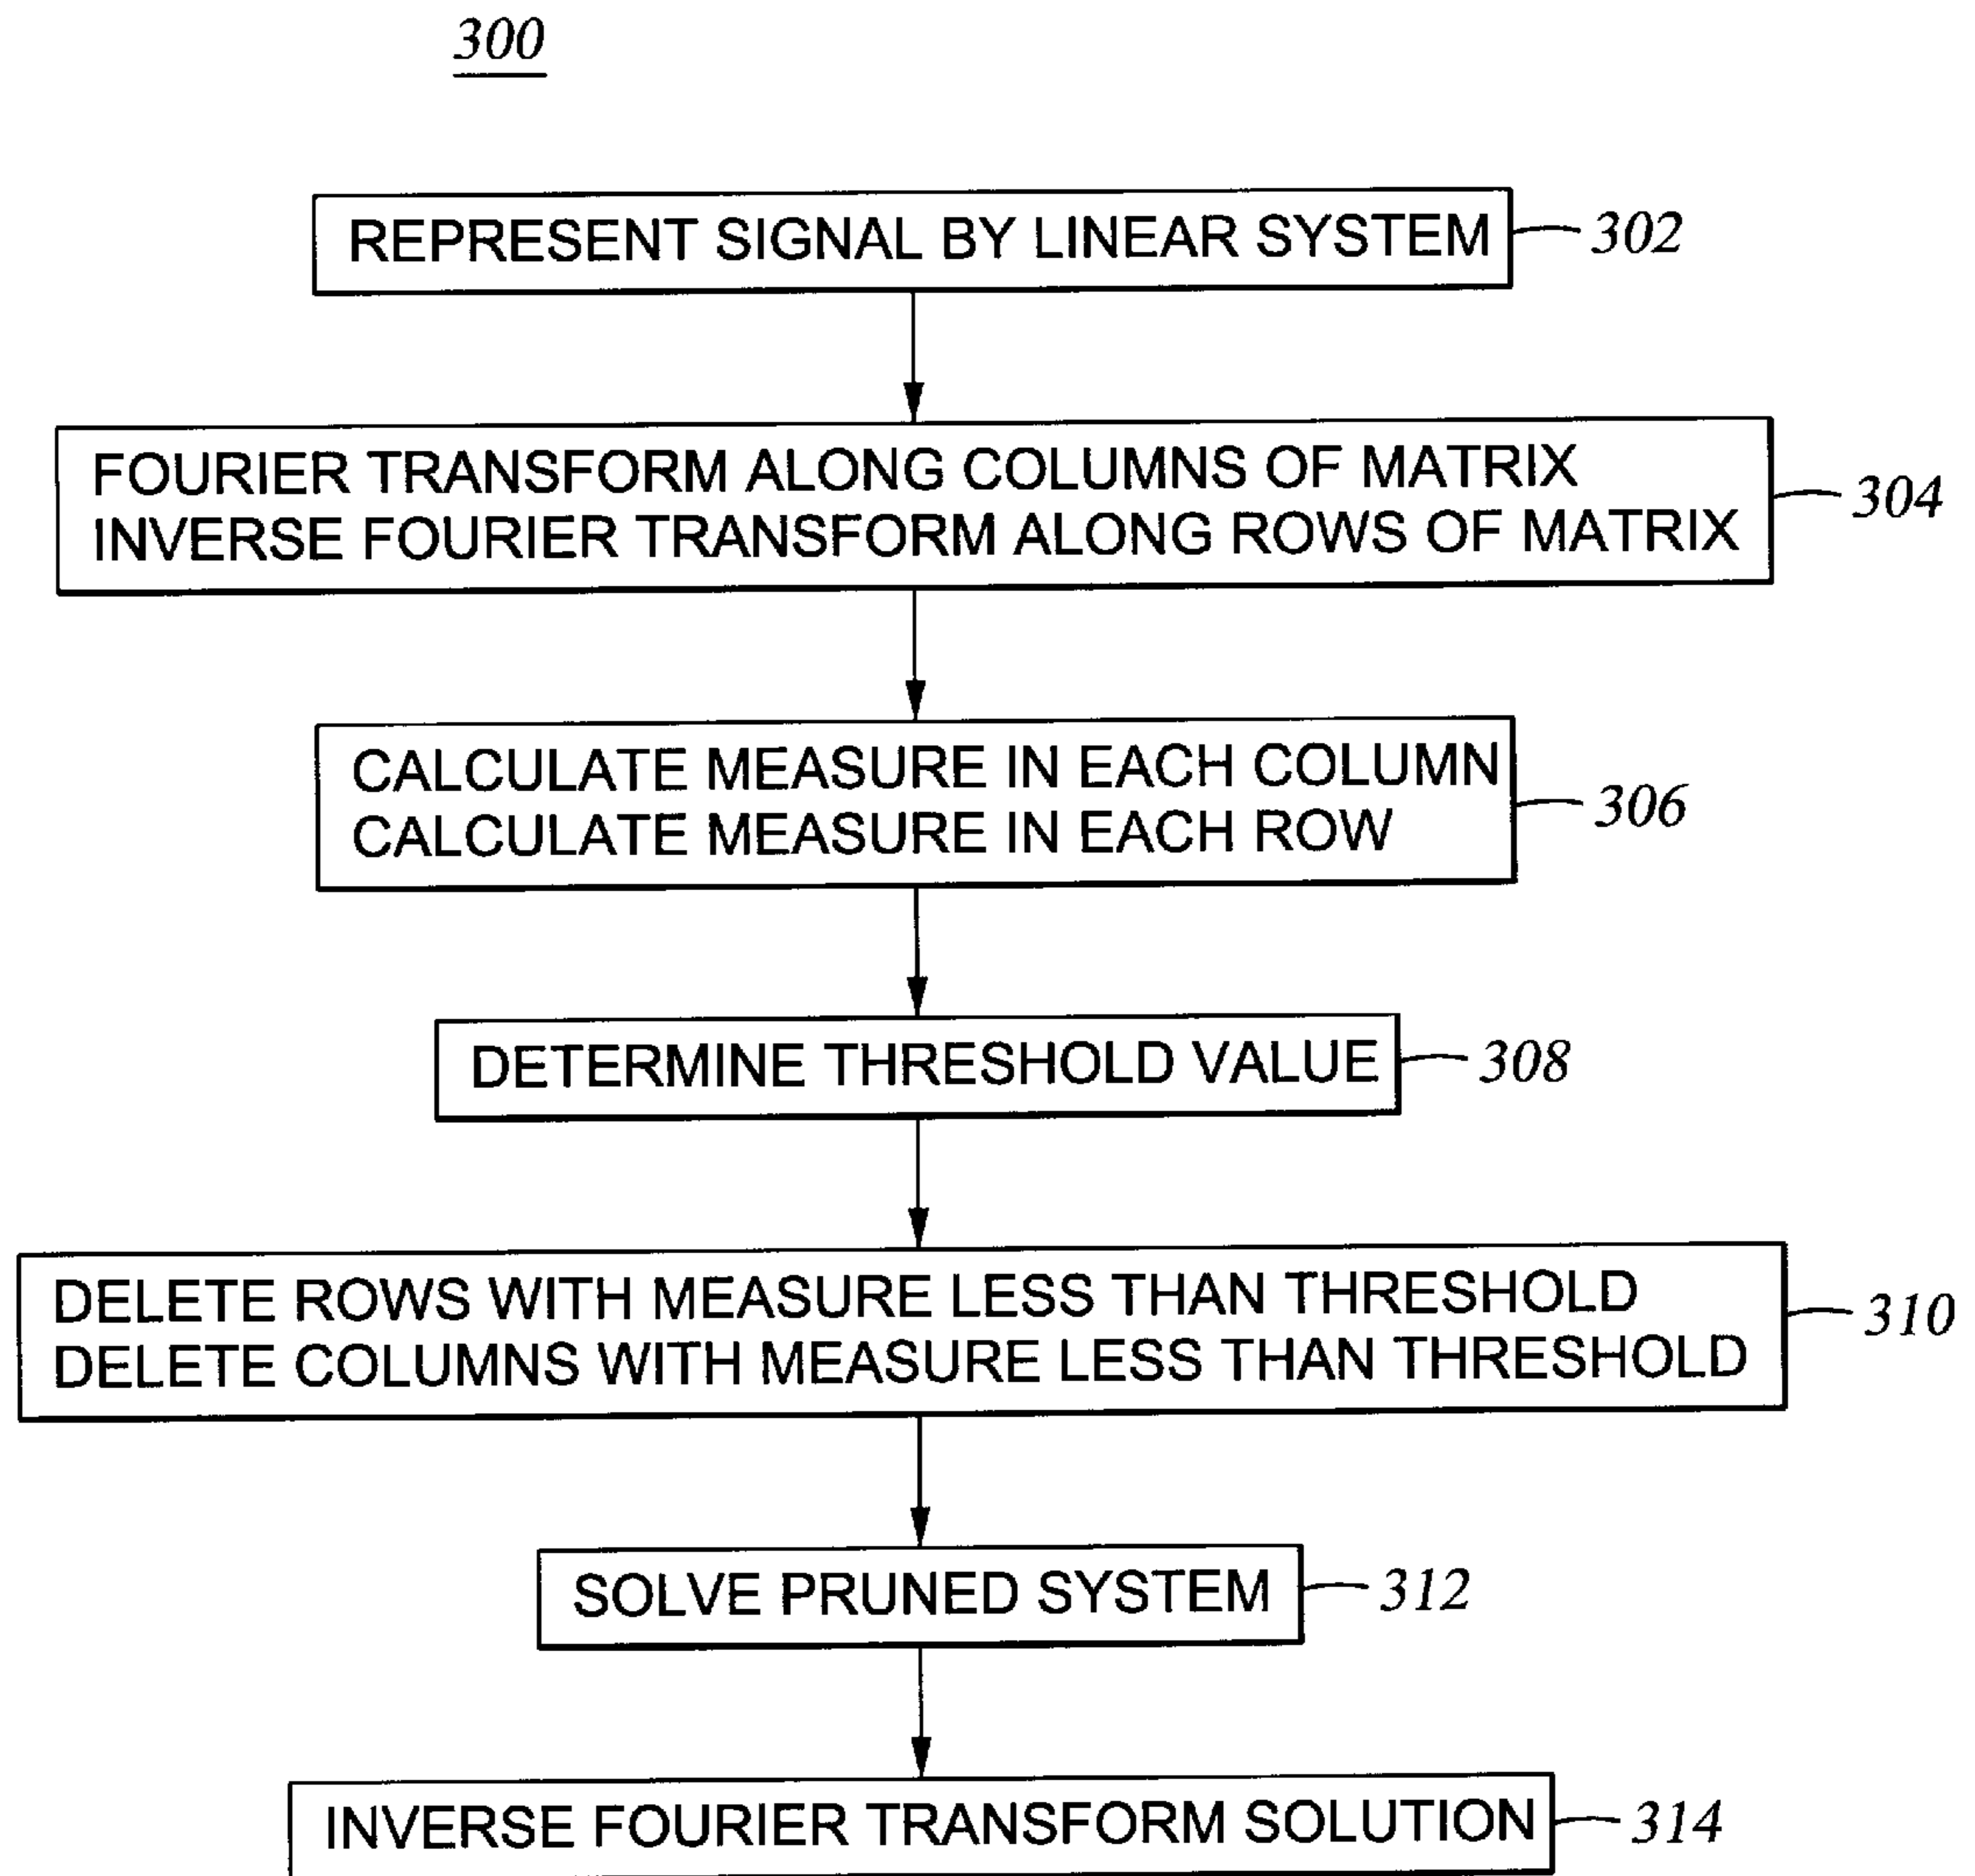 300
REPRESENT SIGNAL BY LINEAR SYSTEM
302
FOURIER TRANSFORM ALONG COLUMNS OF MATRIX
INVERSE FOURIER TRANSFORM ALONG ROWS OF MATRIX
304
CALCULATE MEASURE IN EACH COLUMN
CALCULATE MEASURE IN EACH ROW
306
DETERMINE THRESHOLD VALUE
308
DELETE ROWS WITH MEASURE LESS THAN THRESHOLD
DELETE COLUMNS WITH MEASURE LESS THAN THRESHOLD
310
SOLVE PRUNED SYSTEM
312
INVERSE FOURIER TRANSFORM SOLUTION
314